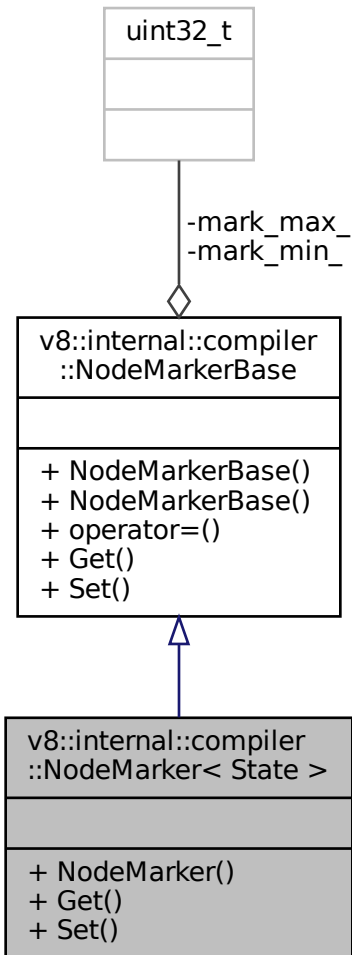 uint32_t
-mark_max_
-mark_min_
v8::internal::compiler
::NodeMarkerBase
+ NodeMarkerBase()
+ NodeMarkerBase()
+ operator=()
+ Get()
+ Set()
v8::internal::compiler
::NodeMarker< State >
+ NodeMarker()
+ Get()
+ Set()